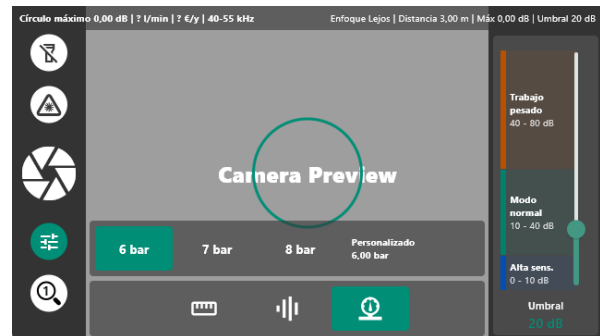 Círculo máximo 0,00 dB | ? l/min | ? €/y | 40-55 kHz
Enfoque Lejos | Distancia 3,00 m | Máx 0,00 dB | Umbral 20 dB
Camera Preview
Trabajo
pesado
40 - 80 dB
Modo
normal
10 - 40 dB
Alta sens.
0 - 10 dB
Umbral
20 dB
6 bar
7 bar
8 bar
Personalizado
6,00 bar
1